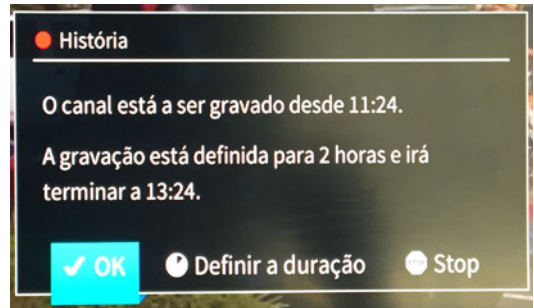 História
O canal está a ser gravado desde 11:24.
A gravação está definida para 2 horas e irá
terminar a 13:24.
OK Definir a duração STOP Stop